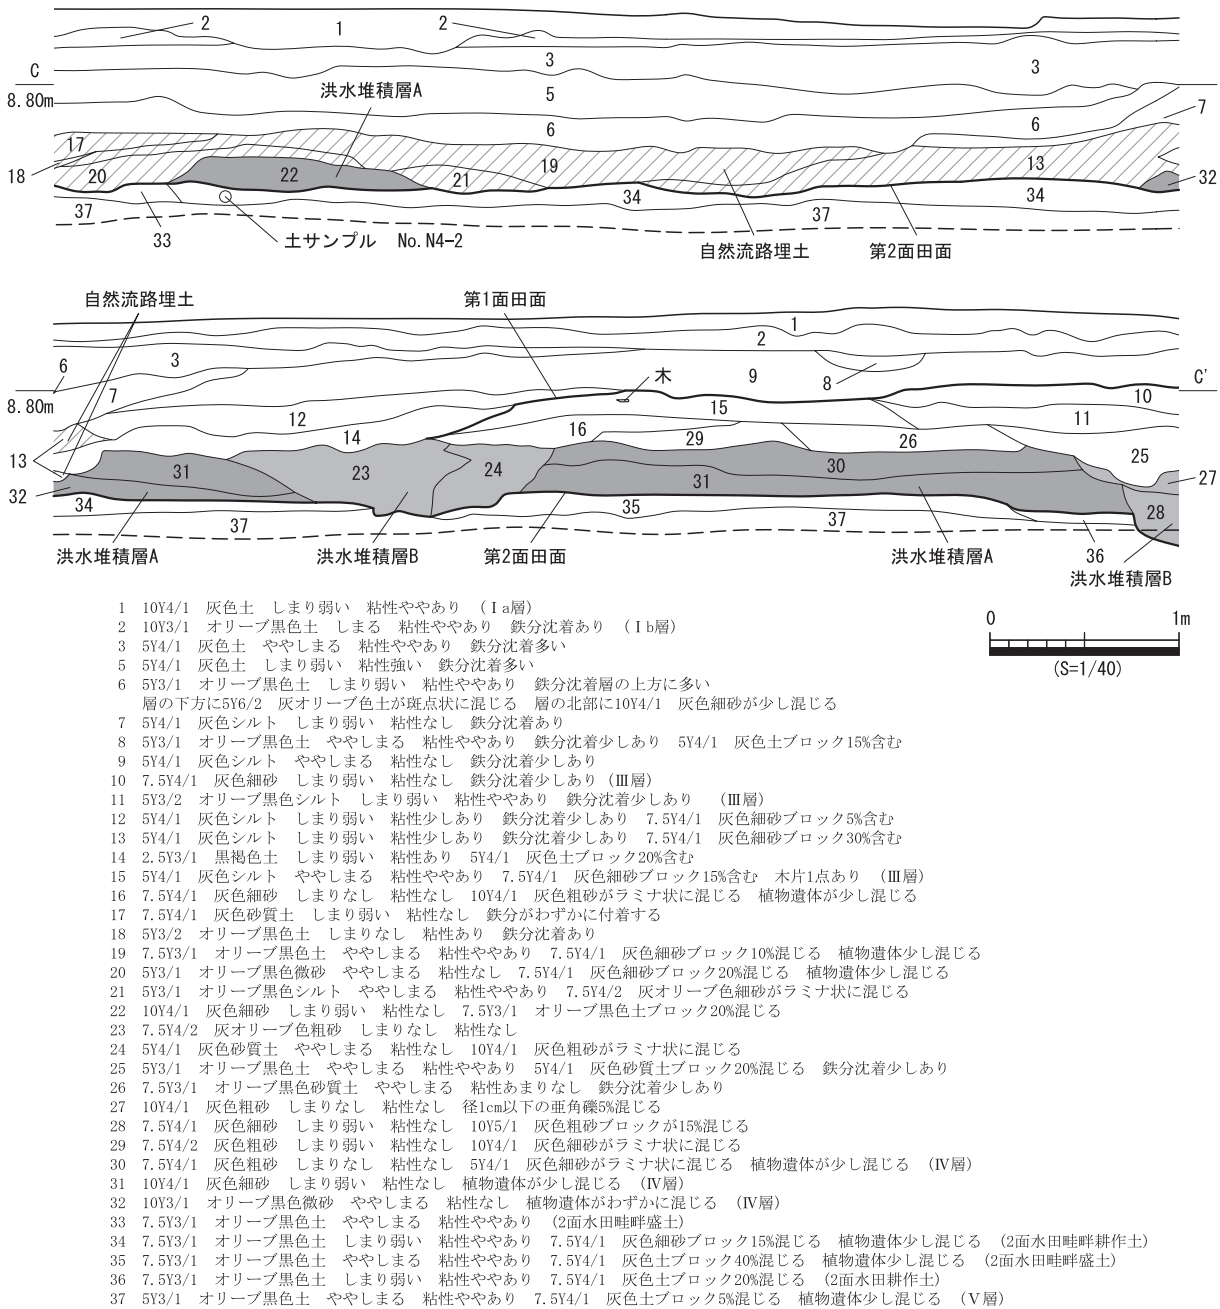 2
1
2
3
3
C
8.80m
洪水堆積層A
5
7
6
6
17
18
20
22
21
19
13
32
34
34
37
37
33
土サンプル No.N4-2
自然流路埋土
第2面田面
自然流路埋土
第1面田面
1
2
6
3
7
9
8
木
C'
8.80m
10
12
15
11
14
16
29
26
25
13
31
23
24
30
31
27
32
34
35
28
37
37
36
洪水堆積層A
洪水堆積層B
第2面田面
洪水堆積層A
洪水堆積層B
0 1m
(S=1/40)
1 10Y4/1 灰色土 しまり弱い 粘性ややあり (Ⅰa層)
2 10Y3/1 オリーブ黒色土 しまる 粘性ややあり 鉄分沈着あり (Ⅰb層)
3 5Y4/1 灰色土 ややしまる 粘性ややあり 鉄分沈着多い
5 5Y4/1 灰色土 しまり弱い 粘性強い 鉄分沈着多い
6 5Y3/1 オリーブ黒色土 しまり弱い 粘性ややあり 鉄分沈着層の上方に多い
層の下方に5Y6/2 灰オリーブ色土が斑点状に混じる 層の北部に10Y4/1 灰色細砂が少し混じる
7 5Y4/1 灰色シルト しまり弱い 粘性なし 鉄分沈着あり
8 5Y3/1 オリーブ黒色土 ややしまる 粘性ややあり 鉄分沈着少しあり 5Y4/1 灰色土ブロック15%含む
9 5Y4/1 灰色シルト ややしまる 粘性なし 鉄分沈着少しあり
10 7.5Y4/1 灰色細砂 しまり弱い 粘性なし 鉄分沈着少しあり (Ⅲ層)
11 5Y3/2 オリーブ黒色シルト しまり弱い 粘性ややあり 鉄分沈着少しあり (Ⅲ層)
12 5Y4/1 灰色シルト しまり弱い 粘性少しあり 鉄分沈着少しあり 7.5Y4/1 灰色細砂ブロック5%含む
13 5Y4/1 灰色シルト しまり弱い 粘性少しあり 鉄分沈着少しあり 7.5Y4/1 灰色細砂ブロック30%含む
14 2.5Y3/1 黒褐色土 しまり弱い 粘性あり 5Y4/1 灰色土ブロック20%含む
15 5Y4/1 灰色シルト ややしまる 粘性ややあり 7.5Y4/1 灰色細砂ブロック15%含む 木片1点あり (Ⅲ層)
16 7.5Y4/1 灰色細砂 しまりなし 粘性なし 10Y4/1 灰色粗砂がラミナ状に混じる 植物遺体が少し混じる
17 7.5Y4/1 灰色砂質土 しまり弱い 粘性なし 鉄分がわずかに付着する
18 5Y3/2 オリーブ黒色土 しまりなし 粘性あり 鉄分沈着あり
19 7.5Y3/1 オリーブ黒色土 ややしまる 粘性ややあり 7.5Y4/1 灰色細砂ブロック10%混じる 植物遺体少し混じる
20 5Y3/1 オリーブ黒色微砂 ややしまる 粘性なし 7.5Y4/1 灰色細砂ブロック20%混じる 植物遺体少し混じる
21 5Y3/1 オリーブ黒色シルト ややしまる 粘性ややあり 7.5Y4/2 灰オリーブ色細砂がラミナ状に混じる
22 10Y4/1 灰色細砂 しまり弱い 粘性なし 7.5Y3/1 オリーブ黒色土ブロック20%混じる
23 7.5Y4/2 灰オリーブ色粗砂 しまりなし 粘性なし
24 5Y4/1 灰色砂質土 ややしまる 粘性なし 10Y4/1 灰色粗砂がラミナ状に混じる
25 5Y3/1 オリーブ黒色土 ややしまる 粘性ややあり 5Y4/1 灰色砂質土ブロック20%混じる 鉄分沈着少しあり
26 7.5Y3/1 オリーブ黒色砂質土 ややしまる 粘性あまりなし 鉄分沈着少しあり
27 10Y4/1 灰色粗砂 しまりなし 粘性なし 径1cm以下の亜角礫5%混じる
28 7.5Y4/1 灰色細砂 しまり弱い 粘性なし 10Y5/1 灰色粗砂ブロックが15%混じる
29 7.5Y4/2 灰色粗砂 しまり弱い 粘性なし 10Y4/1 灰色細砂がラミナ状に混じる
30 7.5Y4/1 灰色粗砂 しまりなし 粘性なし 5Y4/1 灰色細砂がラミナ状に混じる 植物遺体が少し混じる (Ⅳ層)
31 10Y4/1 灰色細砂 しまり弱い 粘性なし 植物遺体が少し混じる (Ⅳ層)
32 10Y3/1 オリーブ黒色微砂 ややしまる 粘性なし 植物遺体がわずかに混じる (Ⅳ層)
33 7.5Y3/1 オリーブ黒色土 ややしまる 粘性ややあり (2面水田畦畔盛土)
34 7.5Y3/1 オリーブ黒色土 しまり弱い 粘性ややあり 7.5Y4/1 灰色細砂ブロック15%混じる 植物遺体少し混じる (2面水田畦畔耕作土)
35 7.5Y3/1 オリーブ黒色土 ややしまる 粘性ややあり 7.5Y4/1 灰色土ブロック40%混じる 植物遺体少し混じる (2面水田畦畔盛土)
36 7.5Y3/1 オリーブ黒色土 しまり弱い 粘性ややあり 7.5Y4/1 灰色土ブロック20%混じる (2面水田耕作土)
37 5Y3/1 オリーブ黒色土 ややしまる 粘性ややあり 7.5Y4/1 灰色土ブロック5%混じる 植物遺体少し混じる (Ⅴ層)